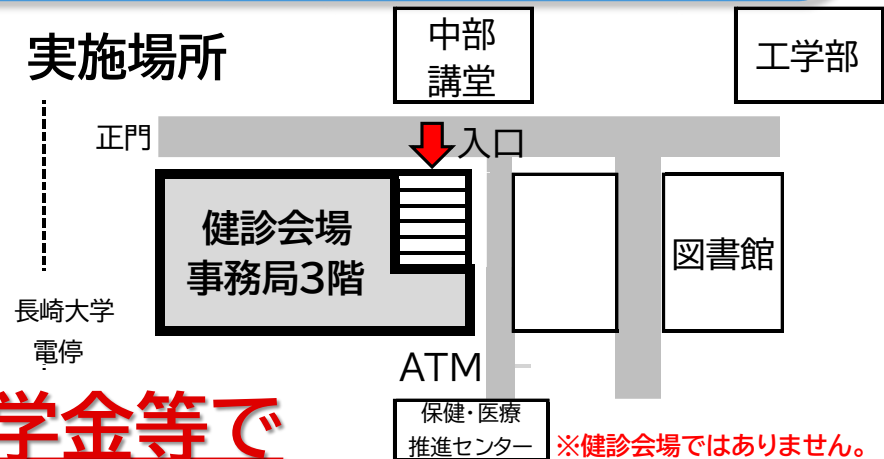 実施場所
中部
講堂
工学部
正門
入口
健診会場
事務局3階
図書館
長崎大学
電停
ATM
学金等で
保健・医療
推進センター
※健診会場ではありません。